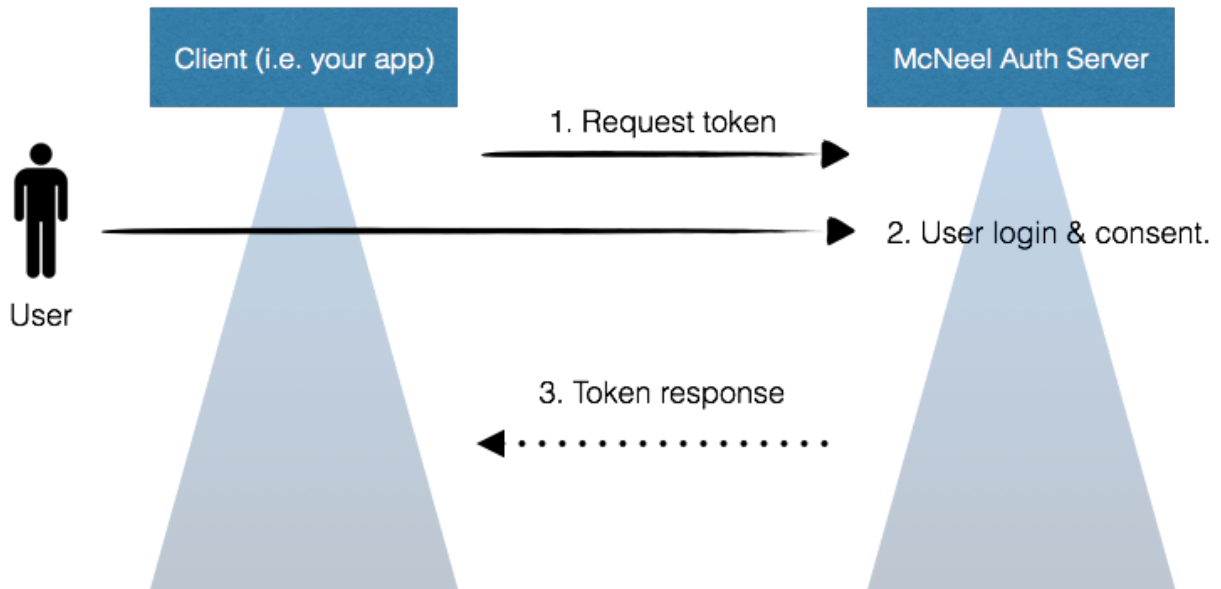 Client (i.e. your app)
McNeel Auth Server
1. Request token
2. User login & consent.
User
3. Token response